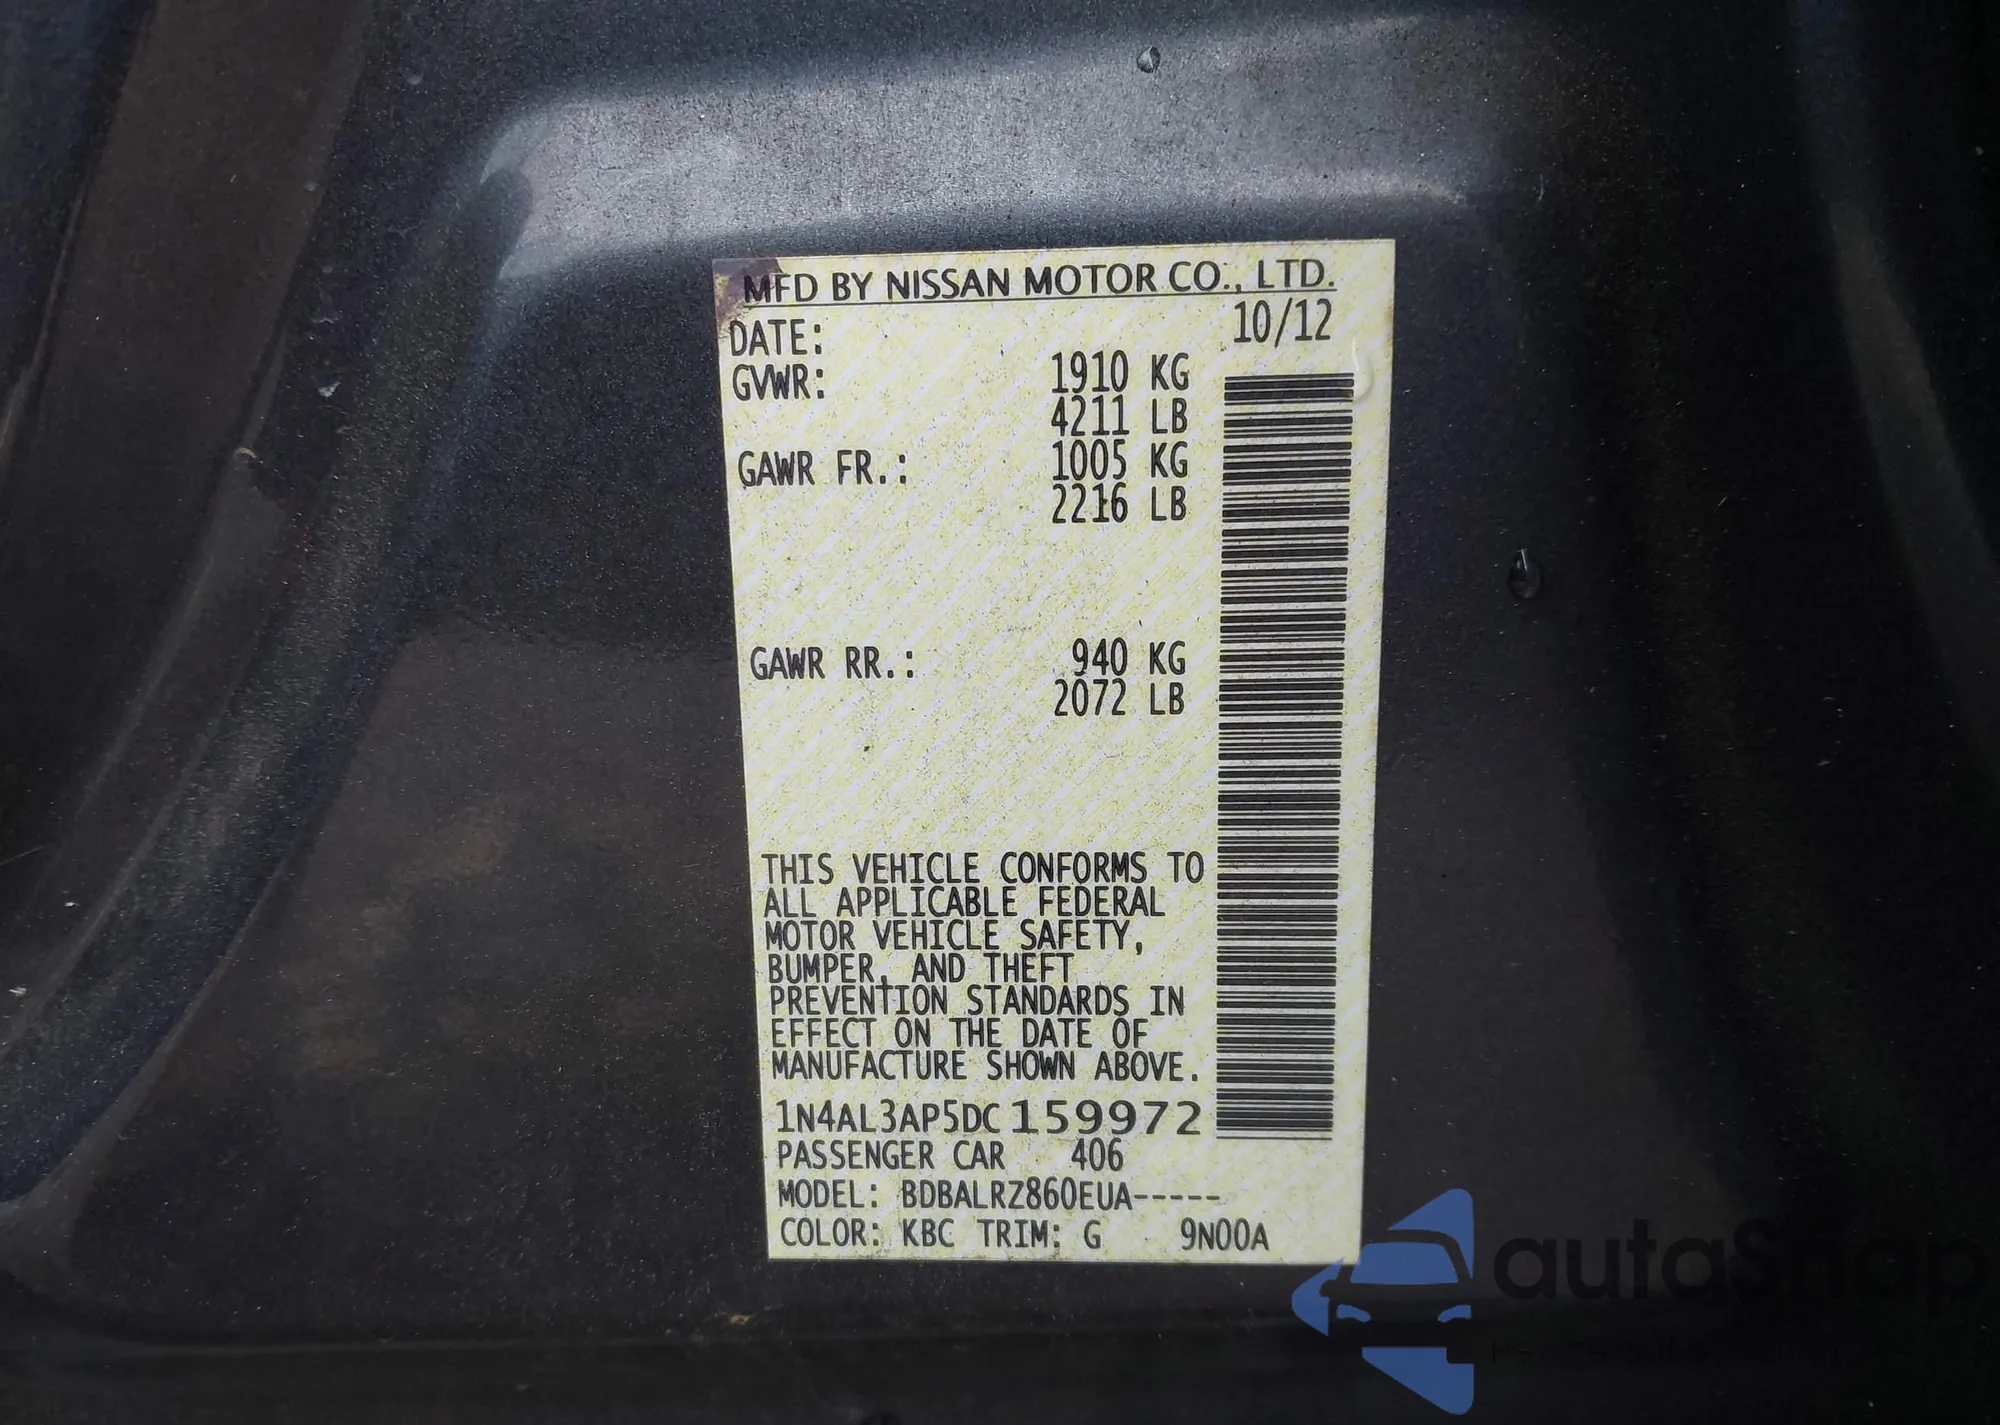 MFD BY NISSAN MOTOR CO., LTD.
DATE: 10/12
GVWR: 1910 KG
4211 LB
GAWR FR.: 1005 KG
2216 LB
GAWR RR.: 940 KG
2072 LB
THIS VEHICLE CONFORMS TO
ALL APPLICABLE FEDERAL
MOTOR VEHICLE SAFETY,
BUMPER, AND THEFT
PREVENTION STANDARDS IN
EFFECT ON THE DATE OF
MANUFACTURE SHOWN ABOVE.
1N4AL3AP5DC159972
PASSENGER CAR 406
MODEL: BDBALRZ860EUA-----
COLOR: KBC TRIM: G 9N00A
autaShop